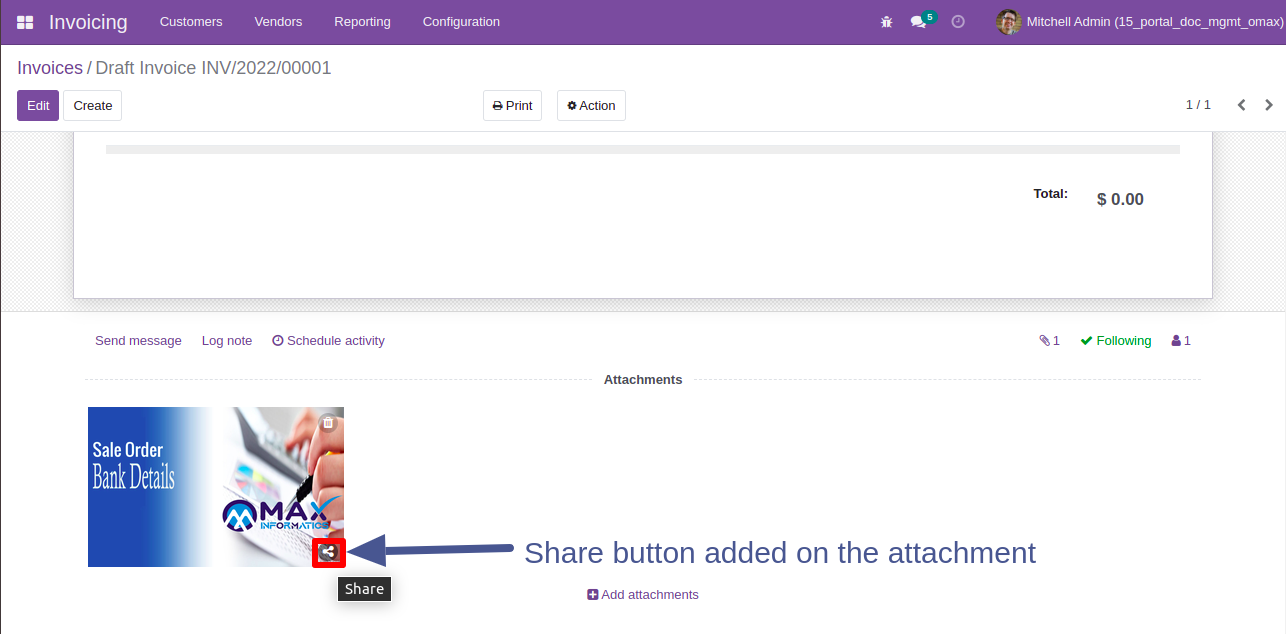 Invoicing Customers Vendors Reporting Configuration 5 Mitchell Admin (15_portal_doc_mgmt_omax)
Invoices / Draft Invoice INV/2022/00001
Edit Create Print Action 1 / 1
Total: $ 0.00
Send message Log note Schedule activity 1 Following 1
Attachments
Sale Order
Bank Details
MAX
INFORMATICS
Share button added on the attachment
Share
Add attachments